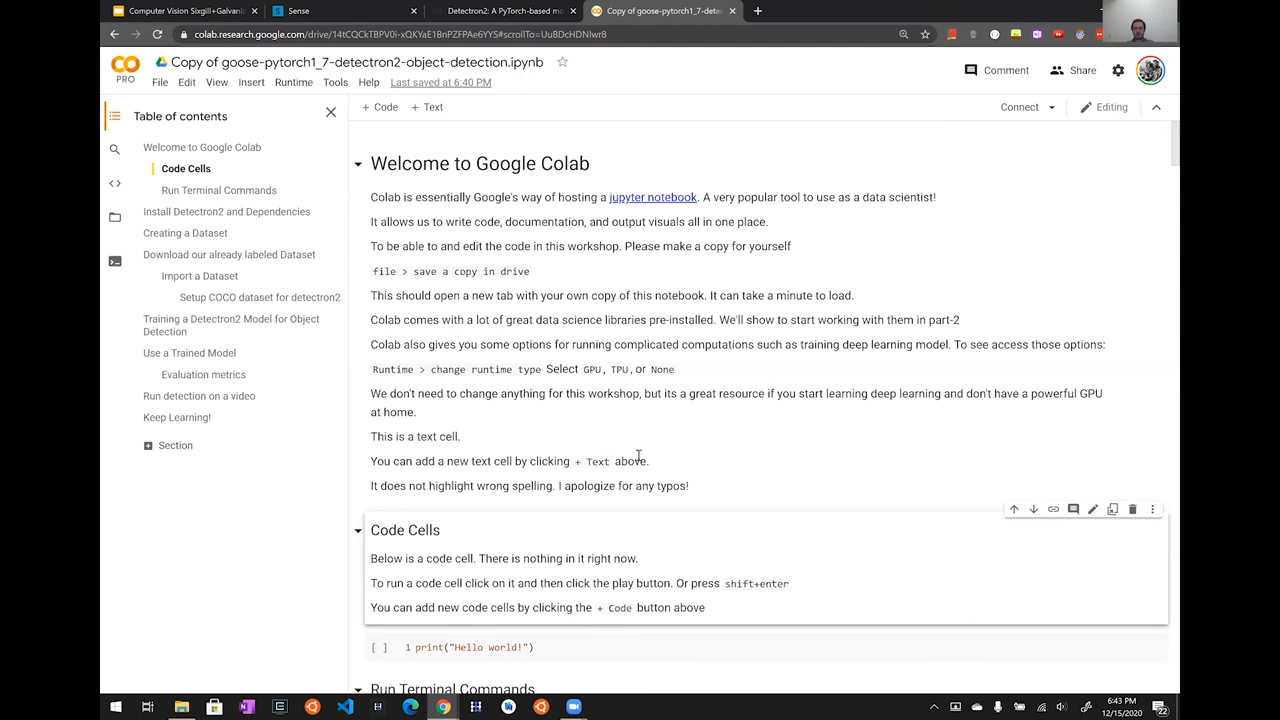 Computer Vision Sixgill+Galvani
Sense
Detectron2: A PyTorch-based mo
Copy of goose-pytorch1_7-detec
colab.research.google.com/drive/14tCQCkTBPV0i-xQKYaE1BnPZFPAe6YYS#scrollTo=UuBDcHDNlwr8
Copy of goose-pytorch1_7-detectron2-object-detection.ipynb
PRO
File Edit View Insert Runtime Tools Help Last saved at 6:40 PM
Comment Share
+ Code + Text
Connect Editing
Table of contents
Welcome to Google Colab
Code Cells
Run Terminal Commands
Install Detectron2 and Dependencies
Creating a Dataset
Download our already labeled Dataset
Import a Dataset
Setup COCO dataset for detectron2
Training a Detectron2 Model for Object
Detection
Use a Trained Model
Evaluation metrics
Run detection on a video
Keep Learning!
Section
Welcome to Google Colab
Colab is essentially Google's way of hosting a jupyter notebook. A very popular tool to use as a data scientist!
It allows us to write code, documentation, and output visuals all in one place.
To be able to and edit the code in this workshop. Please make a copy for yourself
file > save a copy in drive
This should open a new tab with your own copy of this notebook. It can take a minute to load.
Colab comes with a lot of great data science libraries pre-installed. We'll show to start working with them in part-2
Colab also gives you some options for running complicated computations such as training deep learning model. To see access those options:
Runtime > change runtime type Select GPU, TPU, or None
We don't need to change anything for this workshop, but its a great resource if you start learning deep learning and don't have a powerful GPU
at home.
This is a text cell.
You can add a new text cell by clicking + Text above.
It does not highlight wrong spelling. I apologize for any typos!
Code Cells
Below is a code cell. There is nothing in it right now.
To run a code cell click on it and then click the play button. Or press shift+enter
You can add new code cells by clicking the + Code button above
[ ] 1 print("Hello world!")
Run Terminal Commands
6:43 PM
12/15/2020
22